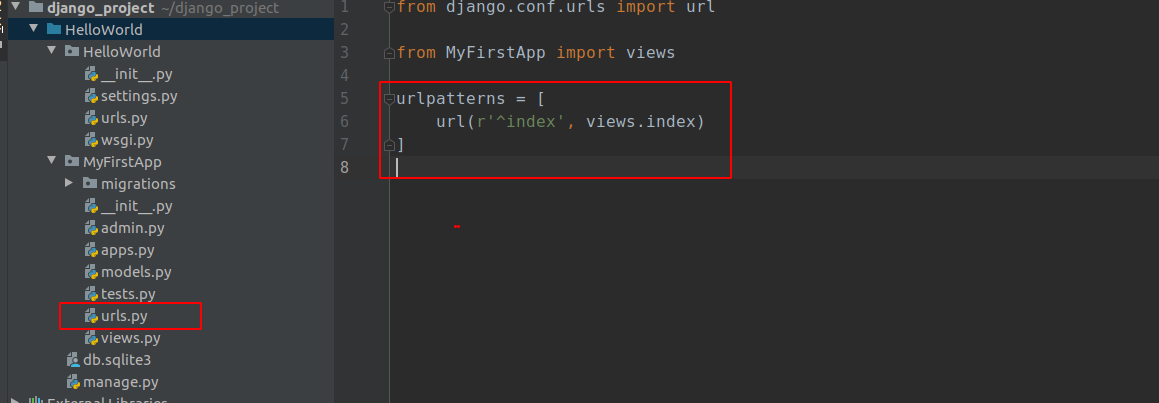 django_project ~/django_project
HelloWorld
HelloWorld
__init__.py
settings.py
urls.py
wsgi.py
MyFirstApp
migrations
__init__.py
admin.py
apps.py
models.py
tests.py
urls.py
views.py
db.sqlite3
manage.py
External Libraries
1 from django.conf.urls import url
2
3 from MyFirstApp import views
4
5 urlpatterns = [
6 url(r'^index', views.index)
7 ]
8